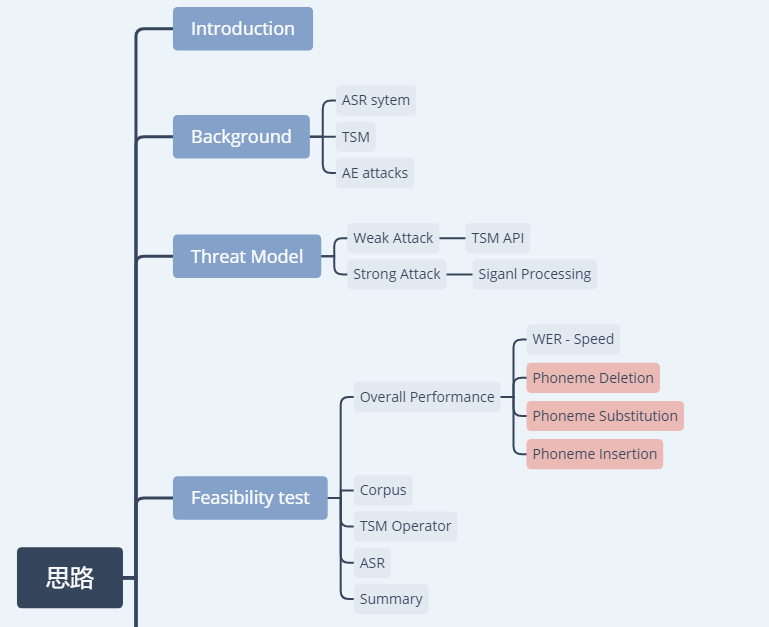 Introduction
Background
ASR sytem
TSM
AE attacks
Threat Model
Weak Attack
TSM API
Strong Attack
Siganl Processing
Feasibility test
Overall Performance
WER - Speed
Phoneme Deletion
Phoneme Substitution
Phoneme Insertion
Corpus
TSM Operator
ASR
Summary
思路